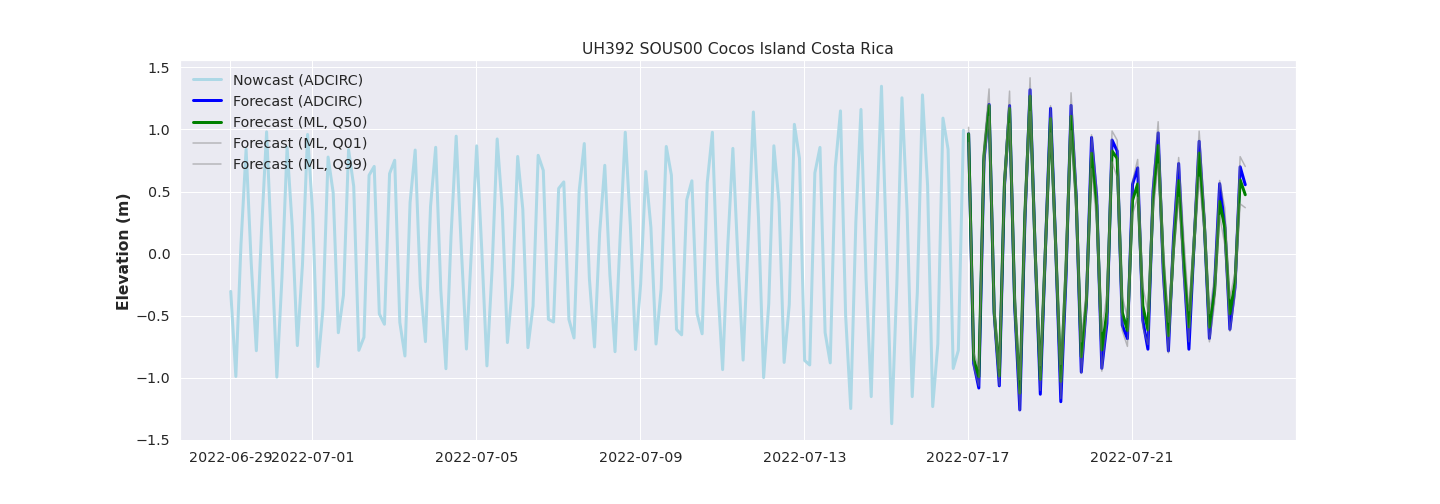 UH392 SOUS00 Cocos Island Costa Rica
1.5
1.0
0.5
0.0
−0.5
−1.0
−1.5
Elevation (m)
Nowcast (ADCIRC)
Forecast (ADCIRC)
Forecast (ML, Q50)
Forecast (ML, Q01)
Forecast (ML, Q99)
2022-06-29 2022-07-01 2022-07-05 2022-07-09 2022-07-13 2022-07-17 2022-07-21